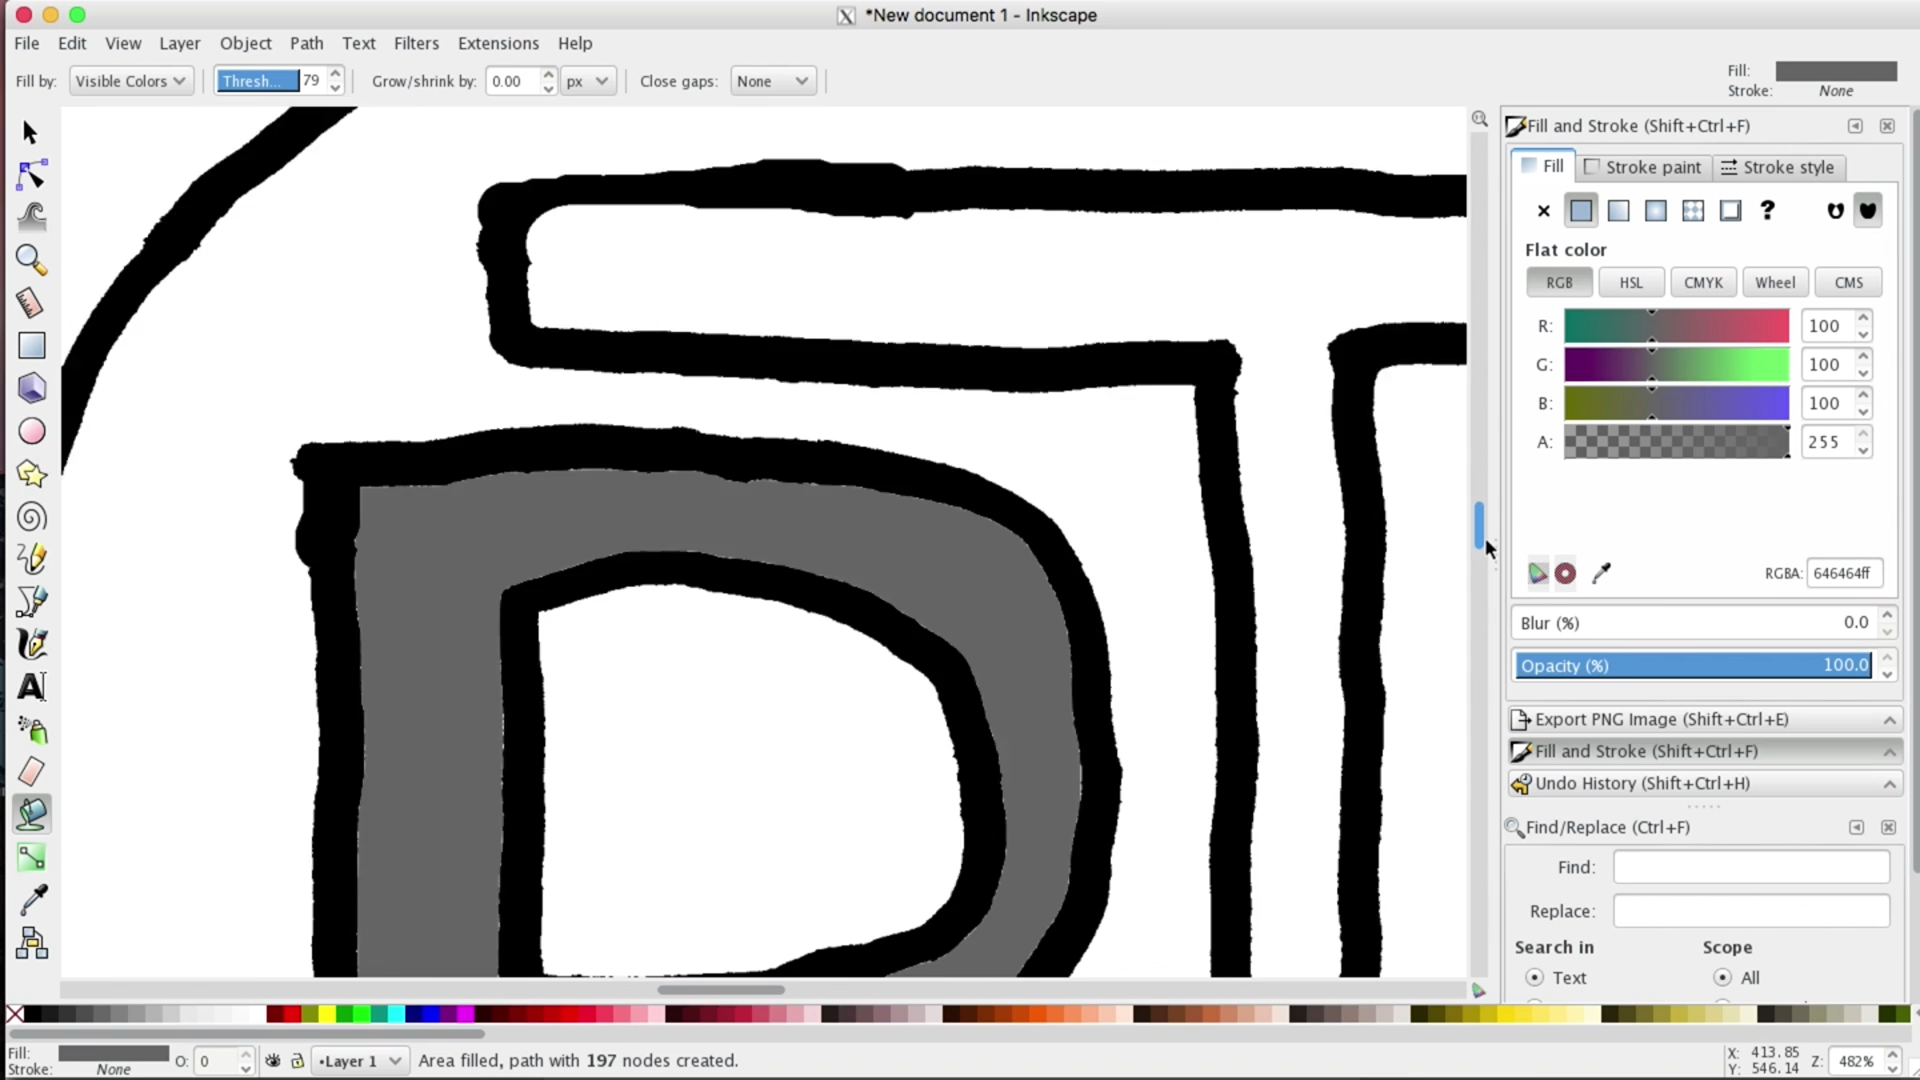 *New document 1 - Inkscape
File Edit View Layer Object Path Text Filters Extensions Help
Fill by: Visible Colors Thresh... 79 Grow/shrink by: 0.00 px Close gaps: None
Fill:
Stroke: None
Fill and Stroke (Shift+Ctrl+F)
Fill Stroke paint Stroke style
?
Flat color
RGB HSL CMYK Wheel CMS
R: 100
G: 100
B: 100
A: 255
RGBA: 646464ff
Blur (%) 0.0
Opacity (%) 100.0
Export PNG Image (Shift+Ctrl+E)
Fill and Stroke (Shift+Ctrl+F)
Undo History (Shift+Ctrl+H)
Find/Replace (Ctrl+F)
Find:
Replace:
Search in Scope
Text All
Fill:
Stroke: None
O: 0
•Layer 1
Area filled, path with 197 nodes created.
X: 413.85
Y: 546.14
Z: 482%